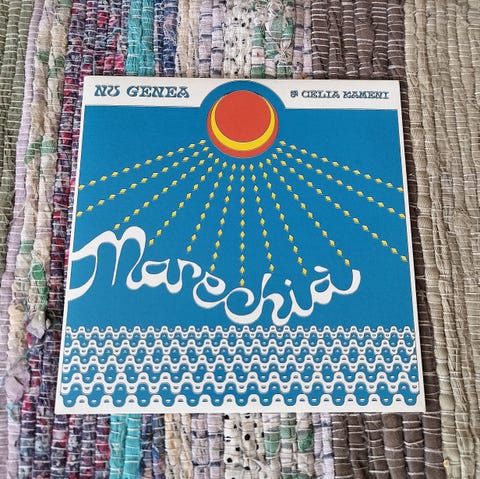 NU GENEA
& CELIA KAMENI
Marechià